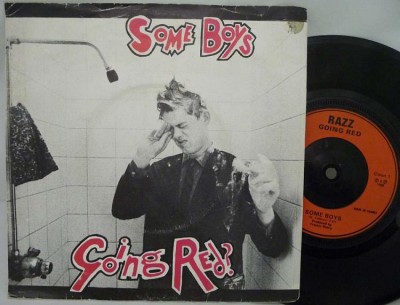 SOME BOYS
Going RED?
RAZZ
GOING RED
SOME BOYS